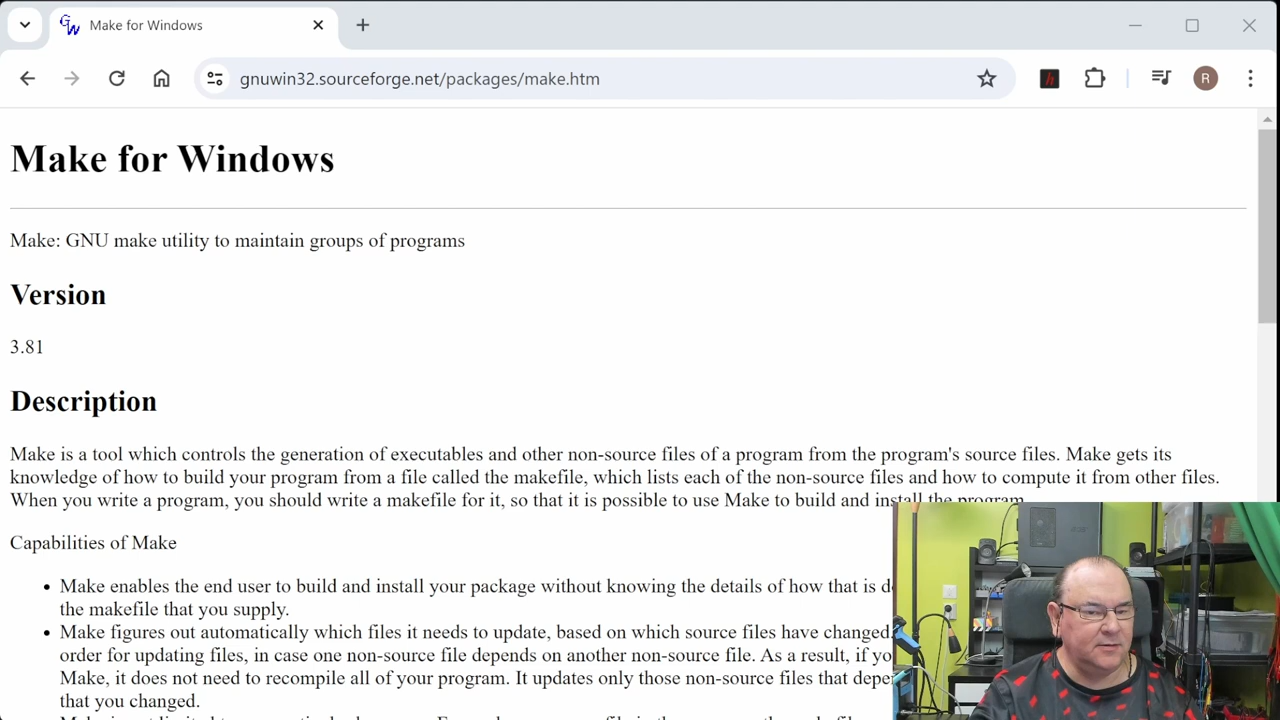 Make for Windows
gnuwin32.sourceforge.net/packages/make.htm
R
Make for Windows
Make: GNU make utility to maintain groups of programs
Version
3.81
Description
Make is a tool which controls the generation of executables and other non-source files of a program from the program's source files. Make gets its
knowledge of how to build your program from a file called the makefile, which lists each of the non-source files and how to compute it from other files.
When you write a program, you should write a makefile for it, so that it is possible to use Make to build and install the program.
Capabilities of Make
• Make enables the end user to build and install your package without knowing the details of how that is
the makefile that you supply.
• Make figures out automatically which files it needs to update, based on which source files have changed.
order for updating files, in case one non-source file depends on another non-source file. As a result, if
Make, it does not need to recompile all of your program. It updates only those non-source files that
that you changed.